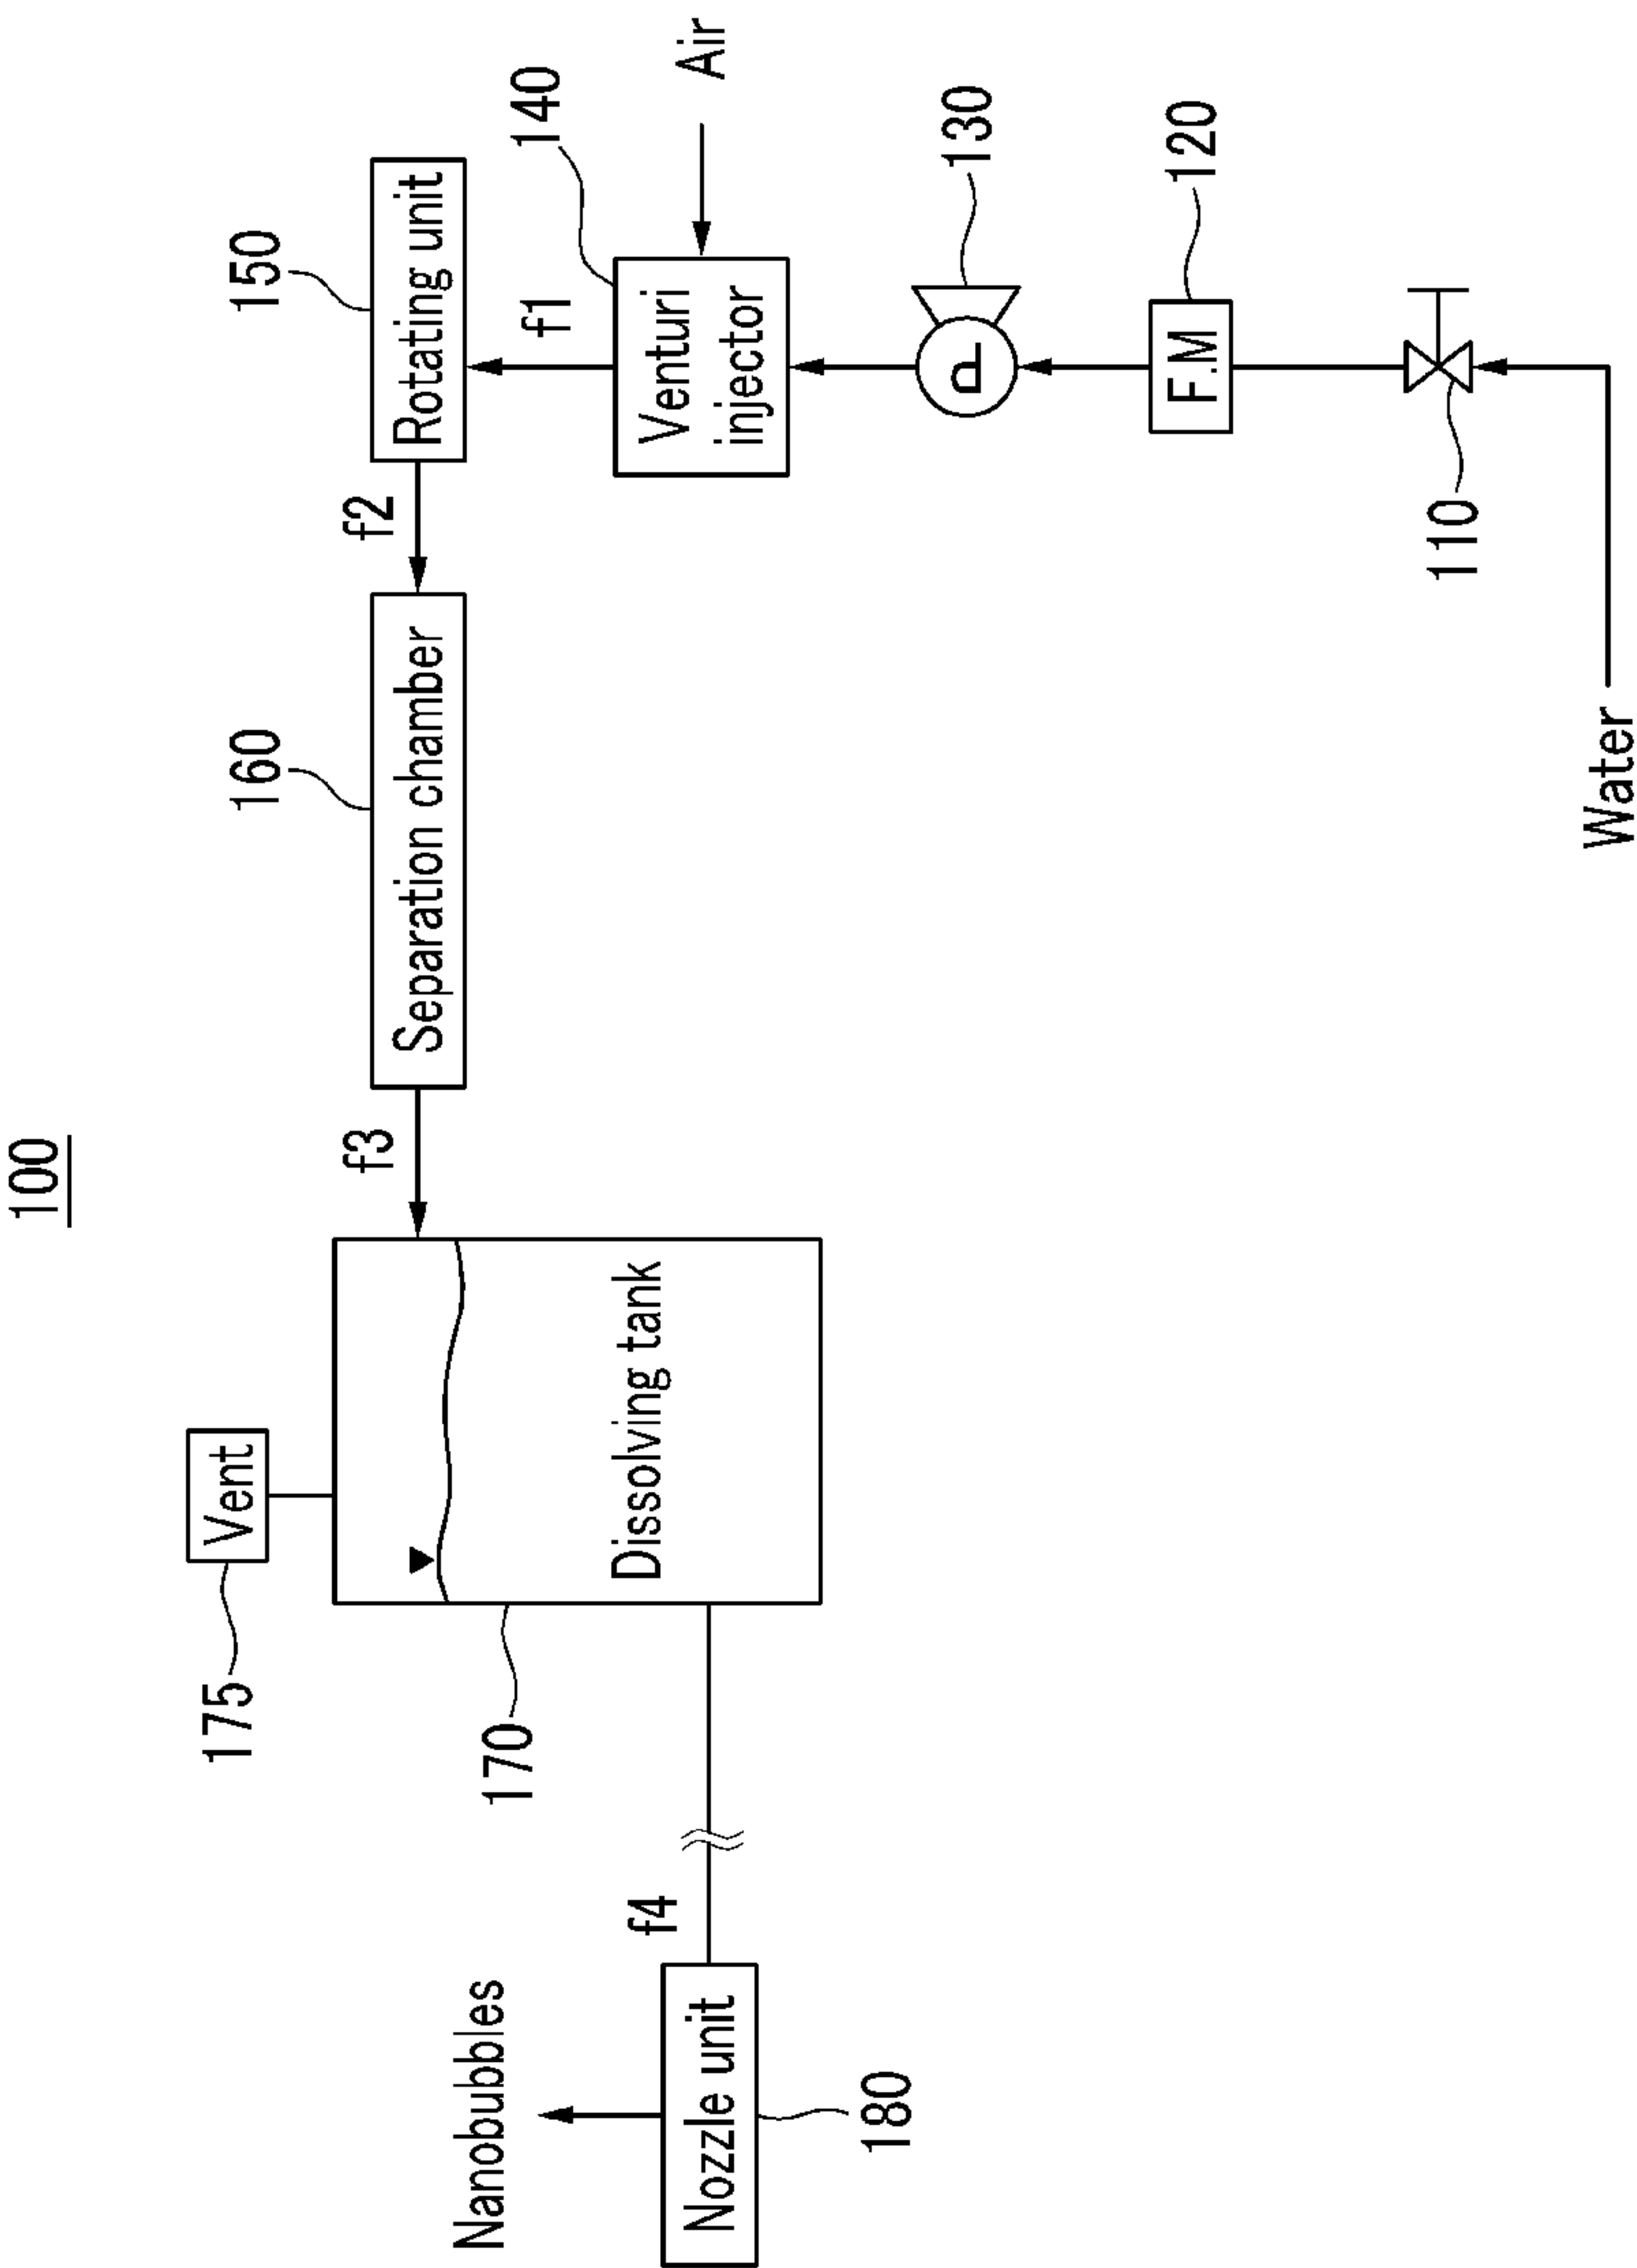 100
175
Vent
160
150
f3
f2
Separation chamber
Rotating unit
Nanobubbles
170
140
f1
Dissolving tank
f4
Venturi
injector
Air
Nozzle unit
180
P
130
F.M
120
110
Water